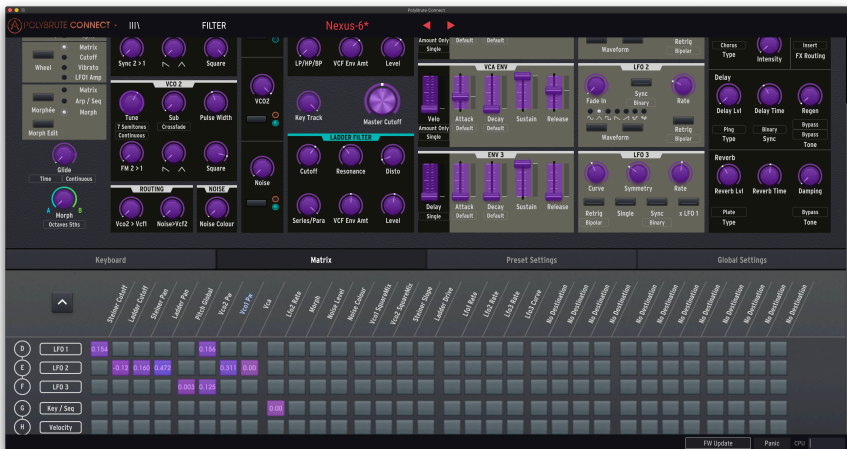 PolyBrute Connect
POLYBRUTE CONNECT
FILTER
Nexus-6*
Matrix
Cutoff
Wheel
Vibrato
LFO1 Amp
Matrix
Morphée
Arp / Seq
Morph
Morph Edit
Glide
Time
Continuous
A
B
Morph
Octanes 5ths
Sync 2 > 1
Square
VCO 2
Tune
Sub
Pulse Width
7 Semitones
Crossfade
Continuous
FM 2 > 1
Square
ROUTING
NOISE
Vco2 > Vcf1
Noise>Vcf2
Noise Colour
VCO2
Noise
LP/HP/BP
VCF Env Amt
Level
Key Track
Master Cutoff
LADDER FILTER
Cutoff
Resonance
Disto
Series/Para
VCF Env Amt
Level
Amount Only
Default
Default
Single
VCA ENV
Velo
Attack
Decay
Sustain
Release
Amount Only
Default
Default
Single
ENV 3
Delay
Attack
Decay
Sustain
Release
Single
Default
Default
Waveform
Retrig
Bipolar
LFO 2
Fade In
Sync
Binary
Rate
Waveform
Retrig
Bipolar
LFO 3
Curve
Symmetry
Rate
Retrig
Single
Sync
x LFO 1
Bipolar
Binary
Chorus
Type
Intensity
Insert
FX Routing
Delay
Delay Lvl
Delay Time
Regen
Ping
Binary
Bypass
Type
Sync
Bypass
Tone
Reverb
Reverb Lvl
Reverb Time
Damping
Plate
Bypass
Type
Tone
Keyboard
Matrix
Preset Settings
Global Settings
Steiner Cutoff
Ladder Cutoff
Steiner Pan
Ladder Pan
Pitch Global
Vco2 Pw
Vco1 Pw
Vca
Lfo2 Rate
Morph
Noise Level
Noise Colour
Vco1 SquareMix
Vco2 SquareMix
Steiner Slope
Ladder Drive
Lfo1 Rate
Lfo2 Rate
Lfo3 Rate
Lfo3 Curve
No Destination
No Destination
No Destination
No Destination
No Destination
No Destination
No Destination
No Destination
No Destination
No Destination
No Destination
No Destination
D LFO 1 0.154 0.156
E LFO 2 -0.12 0.160 0.472 0.311 0.00
F LFO 3 0.003 0.125
G Key / Seq 0.00
H Velocity
FW Update
Panic
CPU